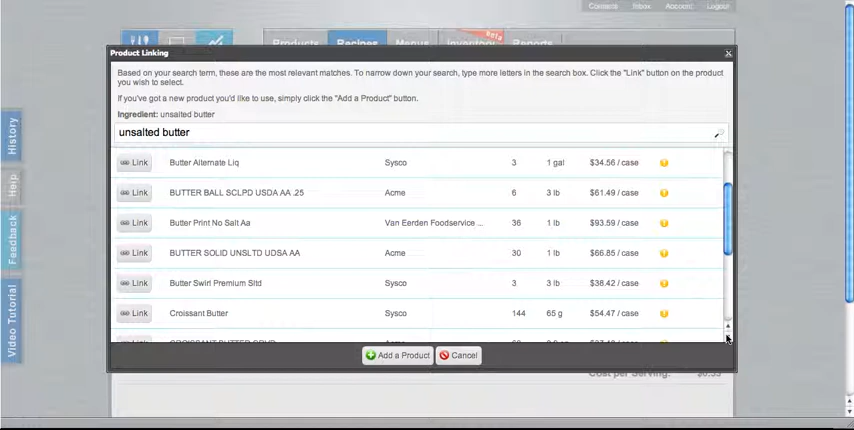 Contests Inbox Account Logout
Products Recipes Menus Inventory Reports
Beta
Product Linking
Based on your search term, these are the most relevant matches. To narrow down your search, type more letters in the search box. Click the "Link" button on the product
you wish to select.
If you've got a new product you'd like to use, simply click the "Add a Product" button.
Ingredient: unsalted butter
unsalted butter
Link Butter Alternate Liq Sysco 3 1 gal $34.56 / case
Link BUTTER BALL SCLPD USDA AA .25 Acme 6 3 lb $61.49 / case
Link Butter Print No Salt Aa Van Eerden Foodservice ... 36 1 lb $93.59 / case
Link BUTTER SOLID UNSLTD UDSA AA Acme 30 1 lb $66.85 / case
Link Butter Swirl Premium Sltd Sysco 3 3 lb $38.42 / case
Link Croissant Butter Sysco 144 65 g $54.47 / case
Link
Add a Product Cancel
Cost per Serving: $0.33
History
Help
Feedback
Video Tutorial